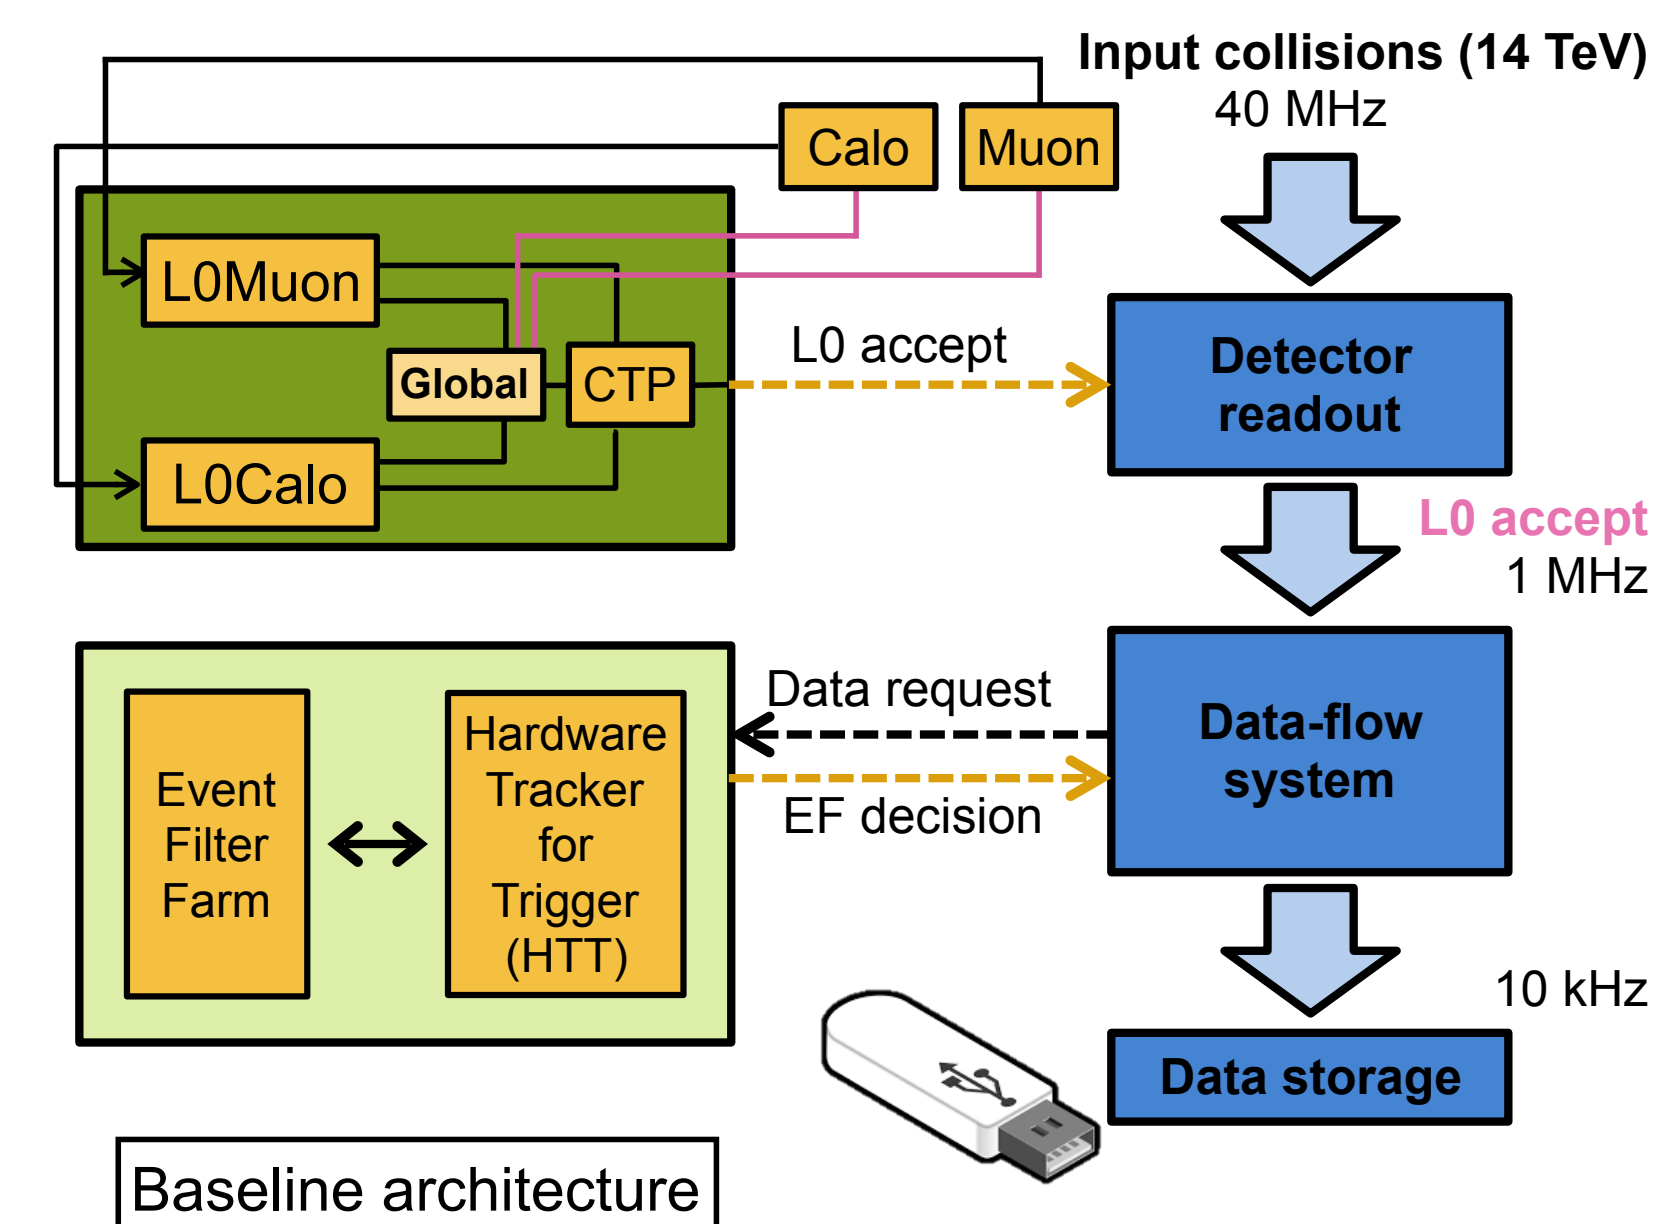 Input collisions (14 TeV)
40 MHz
Calo
Muon
L0Muon
Global
CTP
L0Calo
L0 accept
Detector
readout
L0 accept
1 MHz
Event
Filter
Farm
Hardware
Tracker
for
Trigger
(HTT)
Data request
EF decision
Data-flow
system
10 kHz
Data storage
Baseline architecture